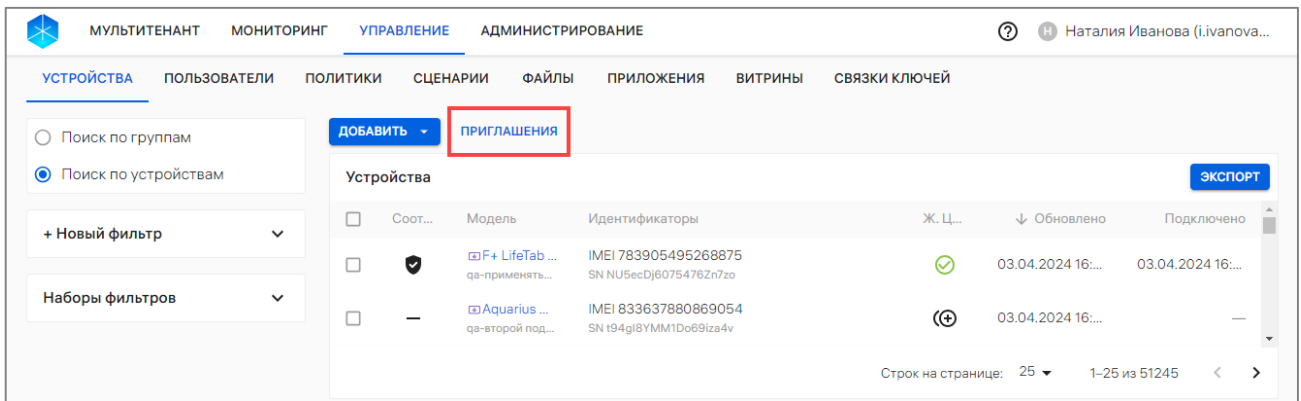 МУЛЬТИТЕНАНТ МОНИТОРИНГ УПРАВЛЕНИЕ АДМИНИСТРИРОВАНИЕ Н Наталия Иванова (i.ivanova...
УСТРОЙСТВА ПОЛЬЗОВАТЕЛИ ПОЛИТИКИ СЦЕНАРИИ ФАЙЛЫ ПРИЛОЖЕНИЯ ВИТРИНЫ СВЯЗКИ КЛЮЧЕЙ
Поиск по группам
Поиск по устройствам
+ Новый фильтр
Наборы фильтров
ДОБАВИТЬ ПРИГЛАШЕНИЯ
Устройства ЭКСПОРТ
Соот... Модель Идентификаторы Ж. Ц... Обновлено Подключено
F+ LifeTab ... IMEI 783905495268875 03.04.2024 16:... 03.04.2024 16:...
qa-применять... SN NU5ecDj6075476Zn7zo
Aquarius ... IMEI 833637880869054 03.04.2024 16:... —
qa-второй под... SN t94gI8YMM1Do69iza4v
Строк на странице: 25 1–25 из 51245